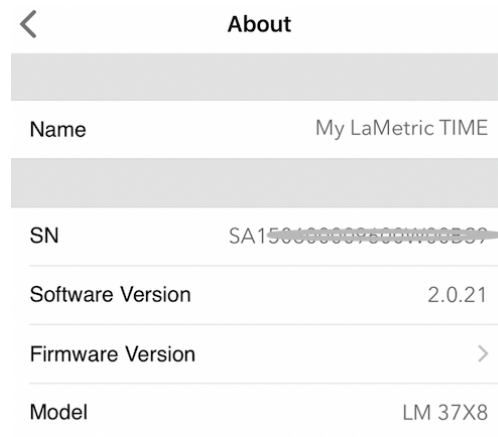 About
Name My LaMetric TIME
SN SA15
Software Version 2.0.21
Firmware Version
Model LM 37X8